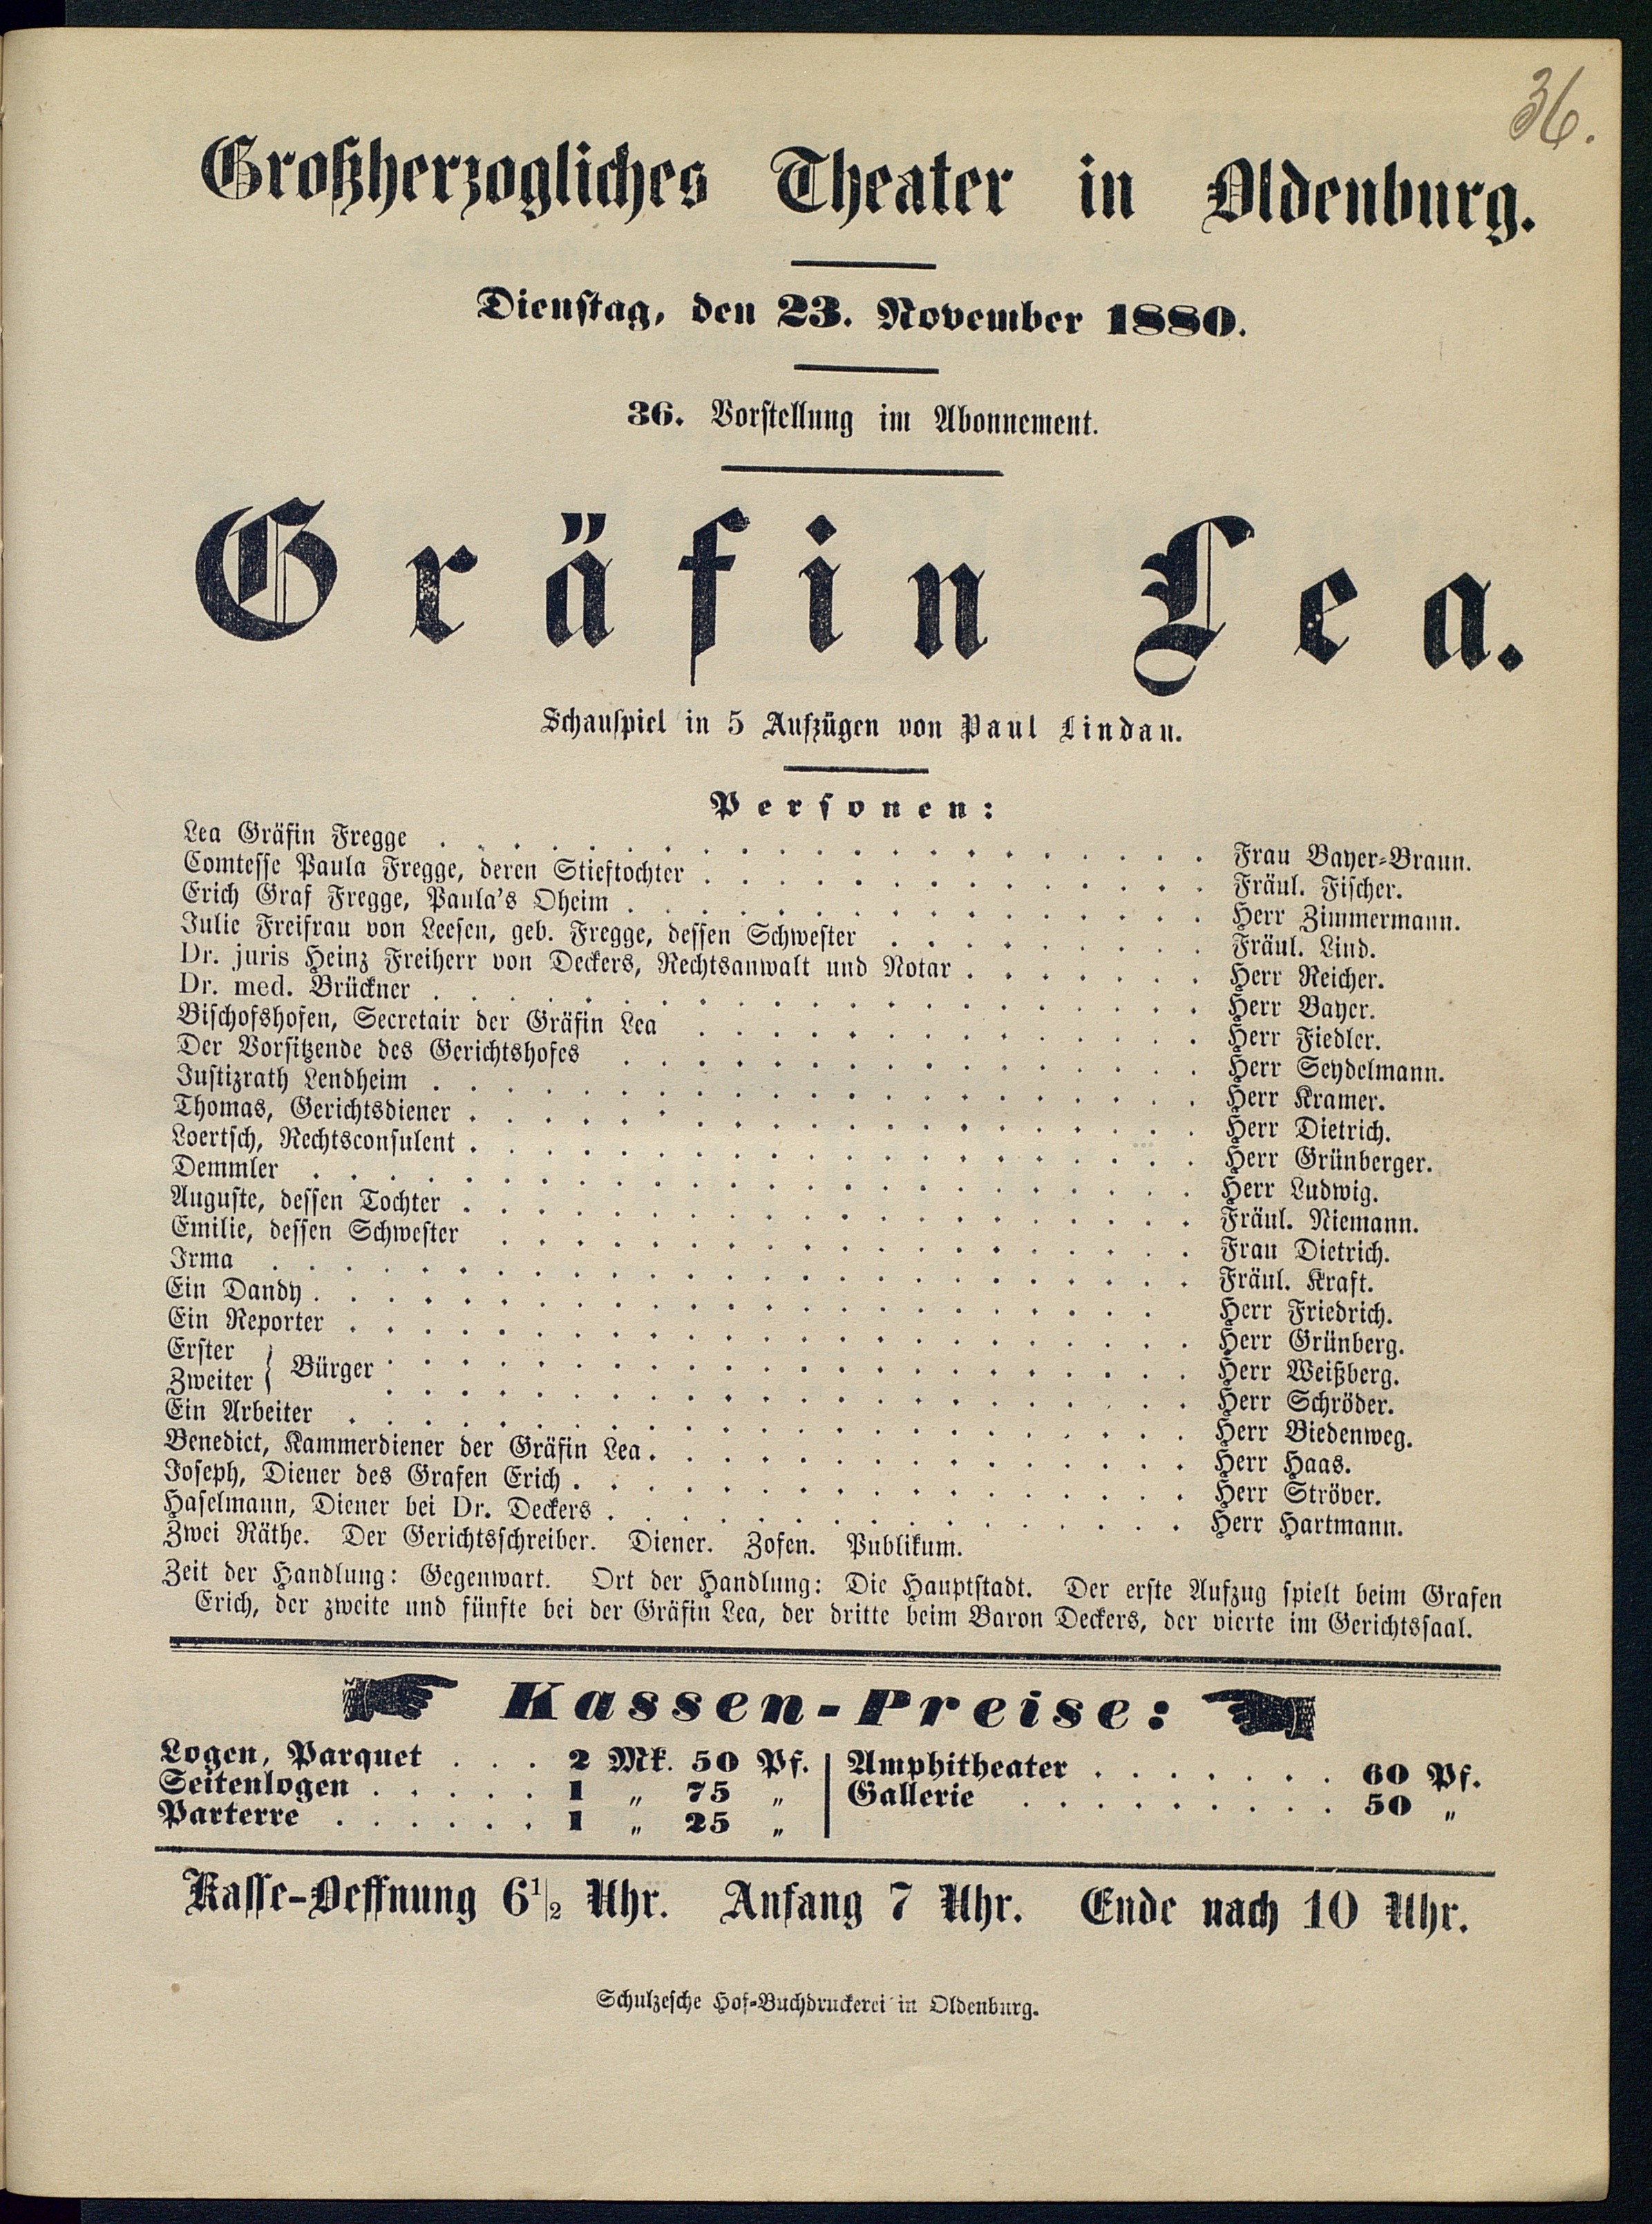 36.
Großherzogliches Theater in Oldenburg.
Dienstag, den 23. November 1880.
36. Vorstellung im Abonnement.
Gräfin Lea.
Schauspiel in 5 Aufzügen von Paul Lindau.
Personen:
Lea Gräfin Fregge . . . . . . . . . . Frau Bayer-Braun.
Comtesse Paula Fregge, deren Stieftochter . . . . . . . . . . Fräul. Fischer.
Erich Graf Fregge, Paula's Oheim . . . . . . . . . . Herr Zimmermann.
Julie Freifrau von Leesen, geb. Fregge, dessen Schwester . . . . . . . . . . Fräul. Lind.
Dr. juris Heinz Freiherr von Deckers, Rechtsanwalt und Notar . . . . . . . Herr Reicher.
Dr. med. Brückner . . . . . . . . . . Herr Bayer.
Bischofshofen, Secretair der Gräfin Lea . . . . . . . . . . Herr Fiedler.
Der Vorsitzende des Gerichtshofes . . . . . . . . . . Herr Seydelmann.
Justizrath Lendheim . . . . . . . . . . Herr Kramer.
Thomas, Gerichtsdiener . . . . . . . . . . Herr Dietrich.
Loertsch, Rechtsconsulent . . . . . . . . . . Herr Grünberger.
Demmler . . . . . . . . . . Herr Ludwig.
Auguste, dessen Tochter . . . . . . . . . . Fräul. Niemann.
Emilie, dessen Schwester . . . . . . . . . . Frau Dietrich.
Irma . . . . . . . . . . Fräul. Kraft.
Ein Dandy . . . . . . . . . . Herr Friedrich.
Ein Reporter . . . . . . . . . . Herr Grünberg.
Erster } Bürger . . . . . . . . . . Herr Weißberg.
Zweiter } . . . . . . . . . . Herr Schröder.
Ein Arbeiter . . . . . . . . . . Herr Biedenweg.
Benedict, Kammerdiener der Gräfin Lea . . . . . . . . . . Herr Haas.
Joseph, Diener des Grafen Erich . . . . . . . . . . Herr Ströver.
Haselmann, Diener bei Dr. Deckers . . . . . . . . . . Herr Hartmann.
Zwei Räthe. Der Gerichtsschreiber. Diener. Zofen. Publikum.
Zeit der Handlung: Gegenwart. Ort der Handlung: Die Hauptstadt. Der erste Aufzug spielt beim Grafen
Erich, der zweite und fünfte bei der Gräfin Lea, der dritte beim Baron Deckers, der vierte im Gerichtssaal.
Kassen-Preise:
Logen, Parquet . . . 2 Mk. 50 Pf.
Seitenlogen . . . . . 1 „ 75 „
Parterre . . . . . . 1 „ 25 „
Amphitheater . . . . . . . 60 Pf.
Gallerie . . . . . . . . . 50 „
Kasse-Oeffnung 6 1/2 Uhr. Anfang 7 Uhr. Ende nach 10 Uhr.
Schulzesche Hof-Buchdruckerei in Oldenburg.